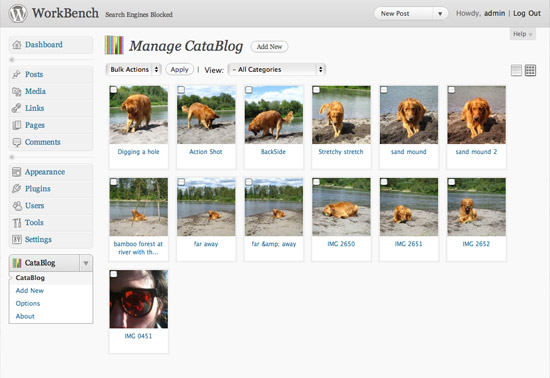 WorkBench Search Engines Blocked
New Post
Howdy, admin | Log Out
Help
Dashboard
Posts
Media
Links
Pages
Comments
Appearance
Plugins
Users
Tools
Settings
CataBlog
CataBlog
Add New
Options
About
Manage CataBlog Add New
Bulk Actions Apply | View: – All Categories
Digging a hole
Action Shot
BackSide
Stretchy stretch
sand mound
sand mound 2
bamboo forest at
river with th...
far away
far &amp; away
IMG 2650
IMG 2651
IMG 2652
IMG 0451